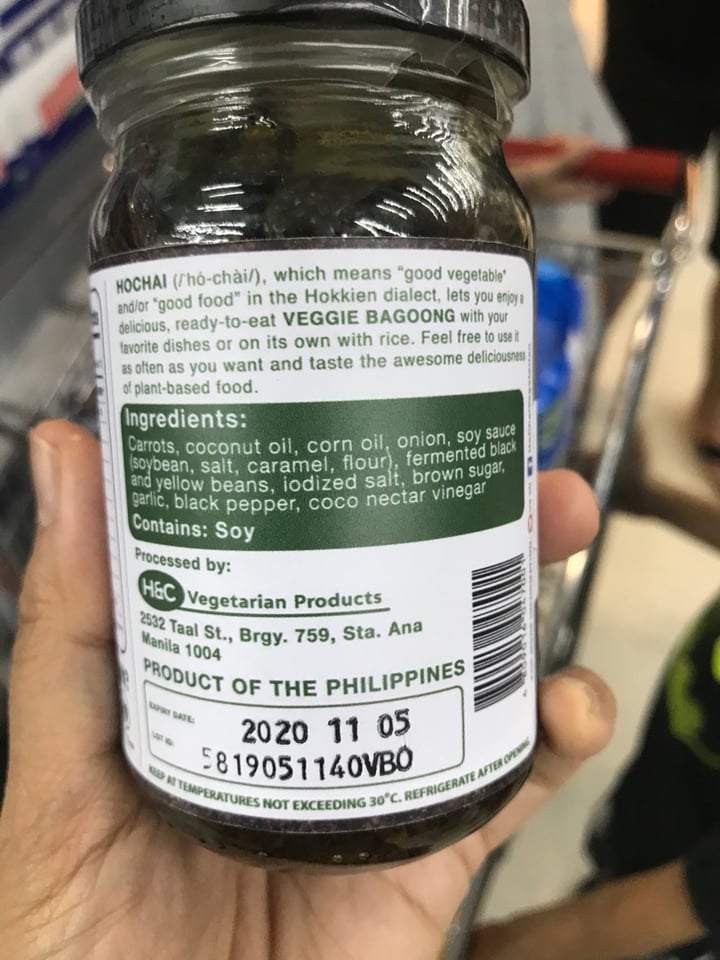 HOCHAI (/'hó-chài/), which means "good vegetable"
and/or "good food" in the Hokkien dialect, lets you enjoy a
delicious, ready-to-eat VEGGIE BAGOONG with your
favorite dishes or on its own with rice. Feel free to use it
as often as you want and taste the awesome deliciousness
of plant-based food.
Ingredients:
Carrots, coconut oil, corn oil, onion, soy sauce
(soybean, salt, caramel, flour), fermented black
and yellow beans, iodized salt, brown sugar,
garlic, black pepper, coco nectar vinegar
Contains: Soy
Processed by:
H&C Vegetarian Products
2532 Taal St., Brgy. 759, Sta. Ana
Manila 1004
PRODUCT OF THE PHILIPPINES
EXPIRY DATE: 2020 11 05
LOT ID: 5819051140VBO
KEEP AT TEMPERATURES NOT EXCEEDING 30°C. REFRIGERATE AFTER OPENING.